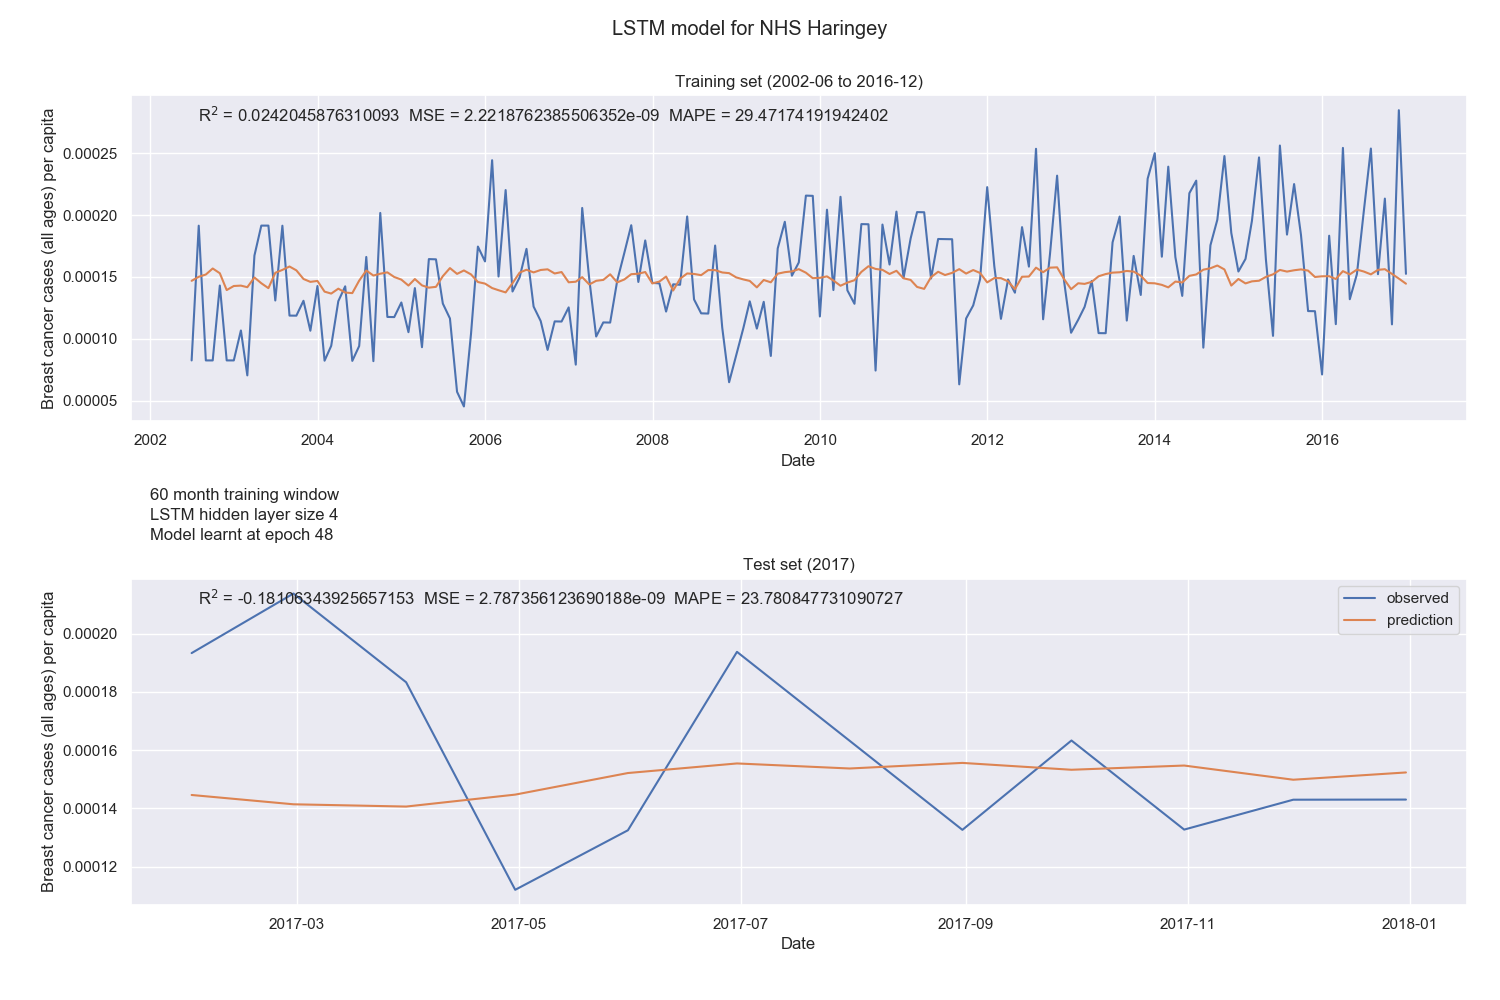 LSTM model for NHS Haringey
Training set (2002-06 to 2016-12)
R² = 0.0242045876310093 MSE = 2.2218762385506352e-09 MAPE = 29.47174191942402
Breast cancer cases (all ages) per capita
0.00025
0.00020
0.00015
0.00010
0.00005
2002 2004 2006 2008 2010 2012 2014 2016
Date
60 month training window
LSTM hidden layer size 4
Model learnt at epoch 48
Test set (2017)
R² = -0.18106343925657153 MSE = 2.787356123690188e-09 MAPE = 23.780847731090727
observed
prediction
Breast cancer cases (all ages) per capita
0.00020
0.00018
0.00016
0.00014
0.00012
2017-03 2017-05 2017-07 2017-09 2017-11 2018-01
Date